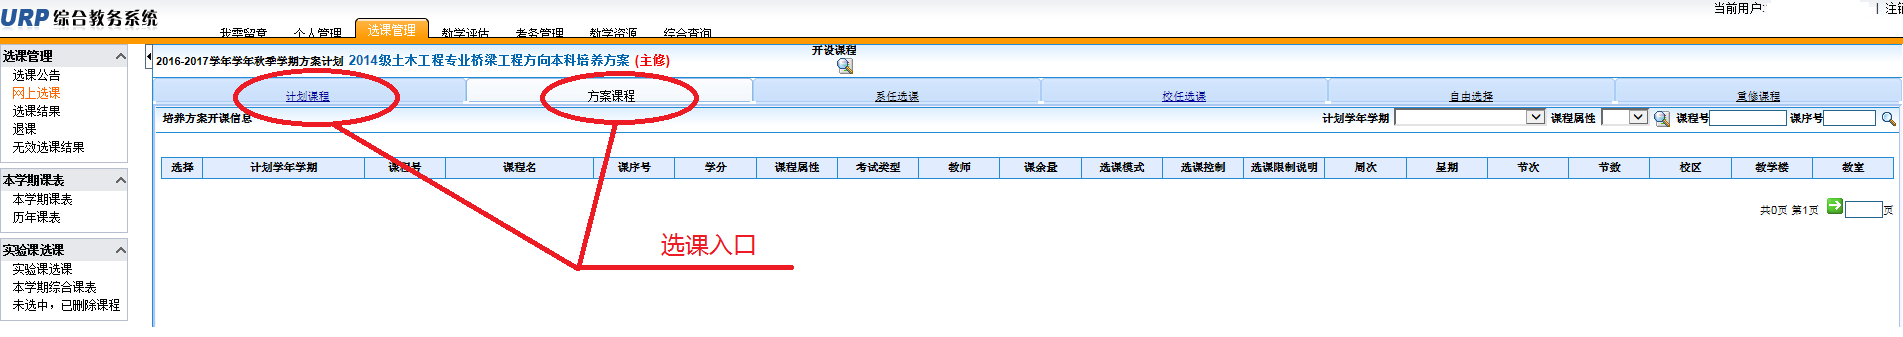 URP 综合教务系统
当前用户:
| 注销
我需留意 个人管理 选课管理 教学评估 考务管理 教学资源 综合查询
选课管理
选课公告
网上选课
选课结果
退课
无效选课结果
本学期课表
本学期课表
历年课表
实验课选课
实验课选课
本学期综合课表
未选中，已删除课程
2016-2017学年学年秋季学期方案计划 2014级土木工程专业桥梁工程方向本科培养方案 (主修)
开设课程
计划课程 方案课程 系任选课 校任选课 自由选择 重修课程
培养方案开课信息 计划学年学期 课程属性 课程号 课序号
选择 计划学年学期 课程号 课程名 课序号 学分 课程属性 考试类型 教师 课余量 选课模式 选课控制 选课限制说明 周次 星期 节次 节数 校区 教学楼 教室
共0页 第1页 页
选课入口